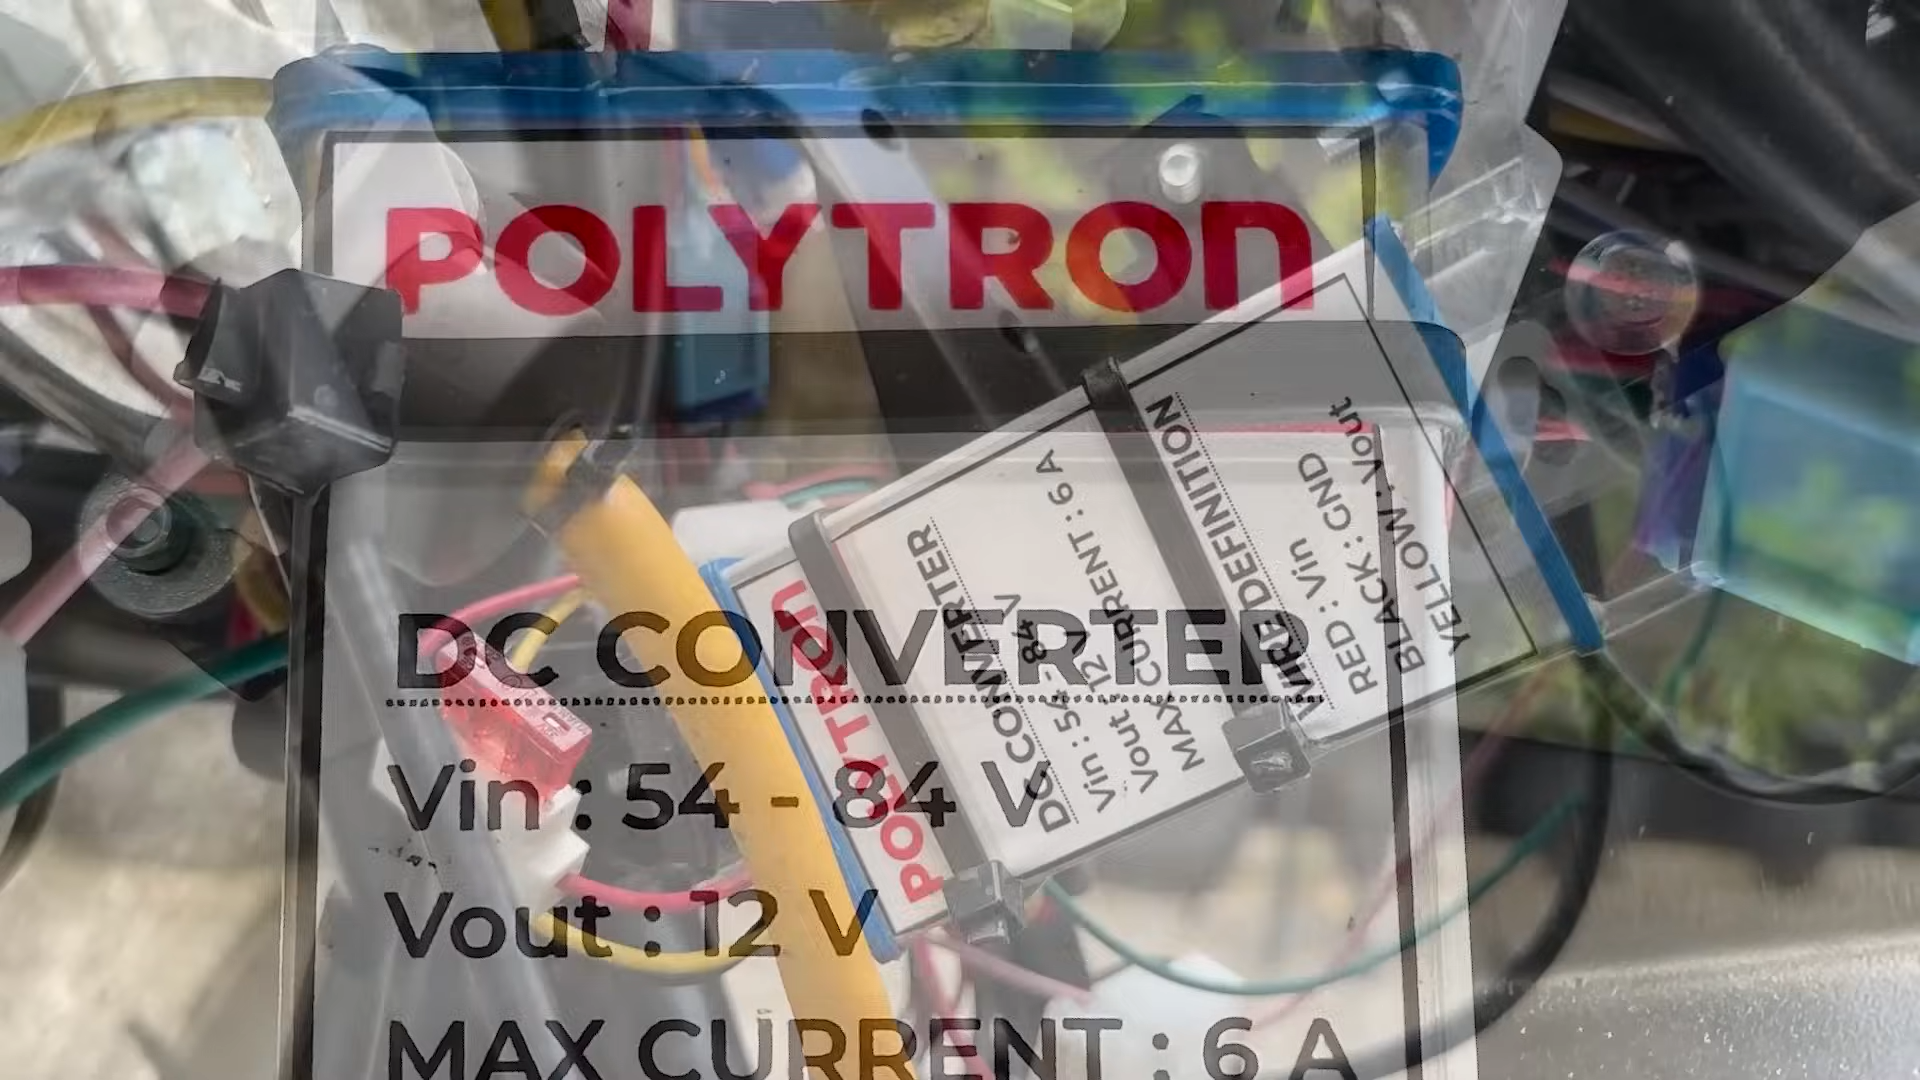 POLYTRON
DC CONVERTER
Vin : 54 - 84 V
Vout : 12 V
MAX CURRENT : 6 A
POLYTRON
DC CONVERTER
Vin : 54 - 84 V
Vout 12 V
MAX CURRENT : 6 A
WIRE DEFINITION
RED : Vin
BLACK : GND
YELLOW : Vout